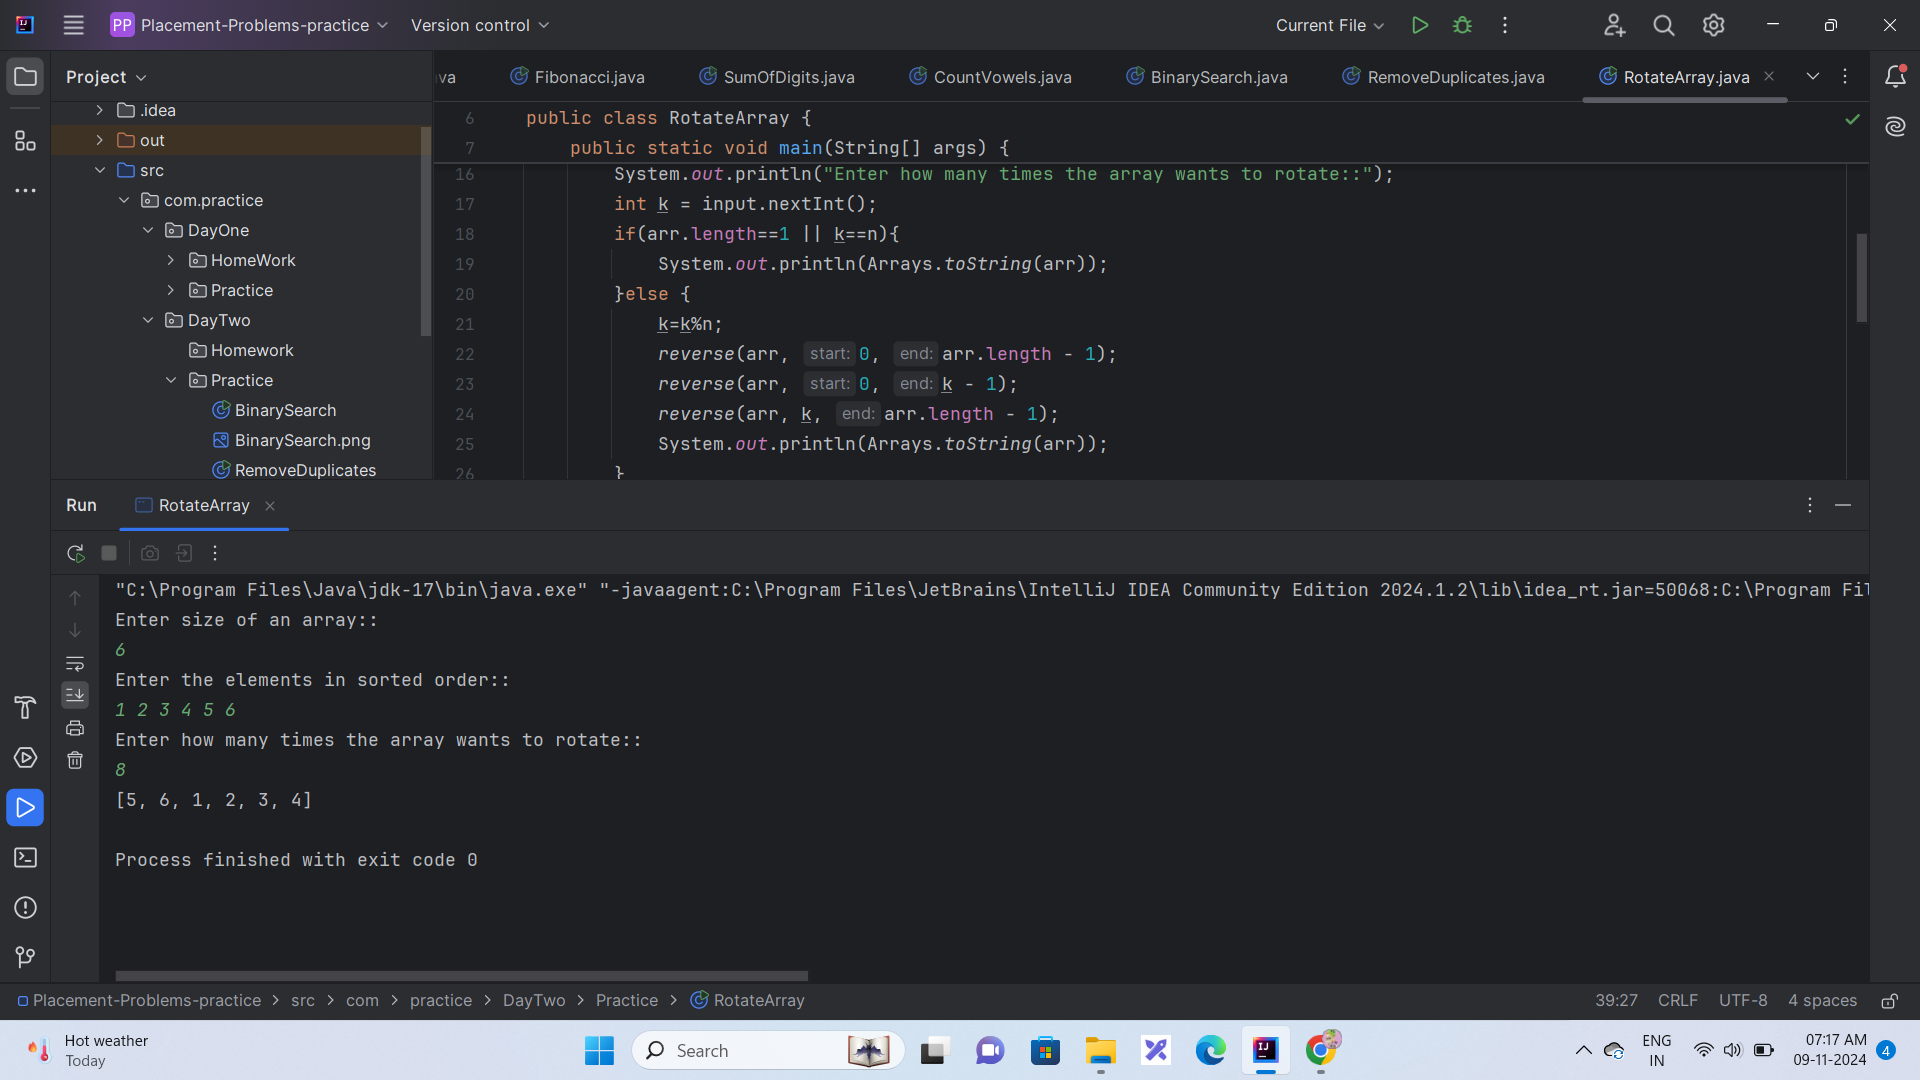 PP Placement-Problems-practice Version control Current File
Project
va Fibonacci.java SumOfDigits.java CountVowels.java BinarySearch.java RemoveDuplicates.java RotateArray.java
.idea
out
src
com.practice
DayOne
HomeWork
Practice
DayTwo
Homework
Practice
BinarySearch
BinarySearch.png
RemoveDuplicates
6 public class RotateArray {
7 public static void main(String[] args) {
16 System.out.println("Enter how many times the array wants to rotate::");
17 int k = input.nextInt();
18 if(arr.length==1 || k==n){
19 System.out.println(Arrays.toString(arr));
20 }else {
21 k=k%n;
22 reverse(arr, start: 0, end: arr.length - 1);
23 reverse(arr, start: 0, end: k - 1);
24 reverse(arr, k, end: arr.length - 1);
25 System.out.println(Arrays.toString(arr));
26 }
Run RotateArray
"C:\Program Files\Java\jdk-17\bin\java.exe" "-javaagent:C:\Program Files\JetBrains\IntelliJ IDEA Community Edition 2024.1.2\lib\idea_rt.jar=50068:C:\Program Fil
Enter size of an array::
6
Enter the elements in sorted order::
1 2 3 4 5 6
Enter how many times the array wants to rotate::
8
[5, 6, 1, 2, 3, 4]
Process finished with exit code 0
Placement-Problems-practice > src > com > practice > DayTwo > Practice > RotateArray 39:27 CRLF UTF-8 4 spaces
Hot weather
Today
Search
ENG
IN
07:17 AM
09-11-2024
4